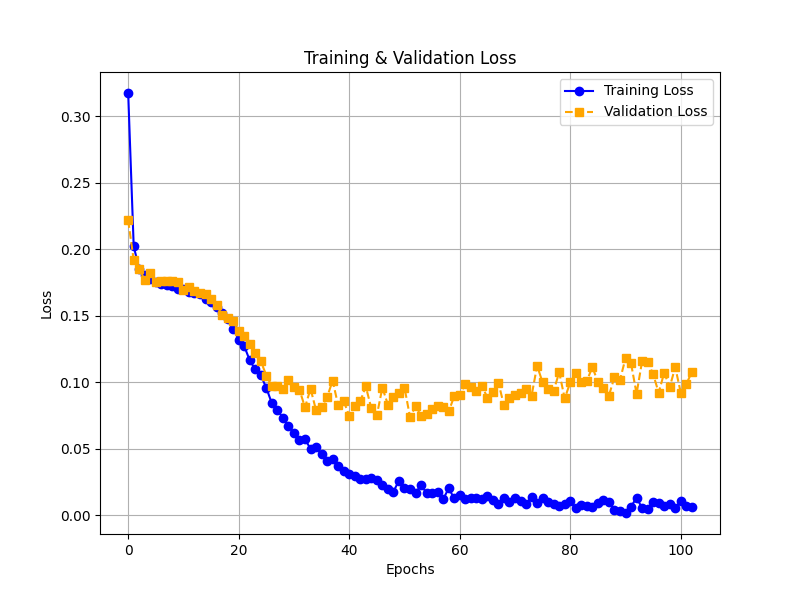 Training & Validation Loss
Training Loss
Validation Loss
0.30
0.25
0.20
0.15
0.10
0.05
0.00
Loss
0 20 40 60 80 100
Epochs